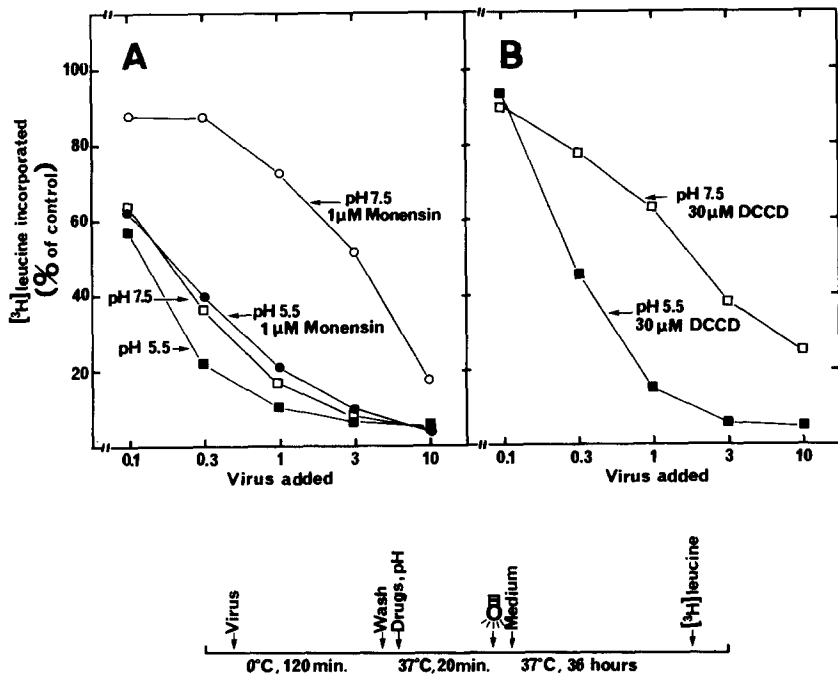 A
B
[³H]leucine incorporated
(% of control)
100
80
60
40
20
pH 7.5
1µM Monensin
pH 7.5
pH 5.5
1µM Monensin
pH 5.5
0.1 0.3 1 3 10
Virus added
pH 7.5
30µM DCCD
pH 5.5
30µM DCCD
0.1 0.3 1 3 10
Virus added
Virus
Wash
Drugs, pH
Medium
[³H]leucine
0°C, 120 min. 37°C, 20min. 37°C, 36 hours